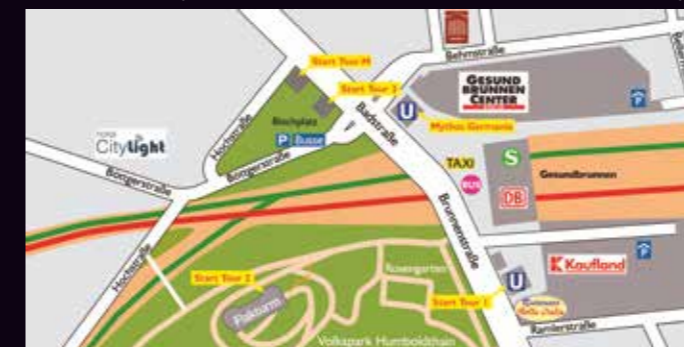 Behmstraße
Start Tour M
Start Tour 3
GESUND
BRUNNEN
CENTER
Badstraße
U
Mythos Germania
Hochstraße
Blochplatz
P Busse
CityLight
Böttgerstraße
Böttgerstraße
TAXI
BUS
S
DB
Gesundbrunnen
P
Brunnenstraße
Hochstraße
Rosengarten
Kaufland
P
Start Tour 2
Flakturm
Start Tour 1
U
Ramlerstraße
Volkspark Humboldthain